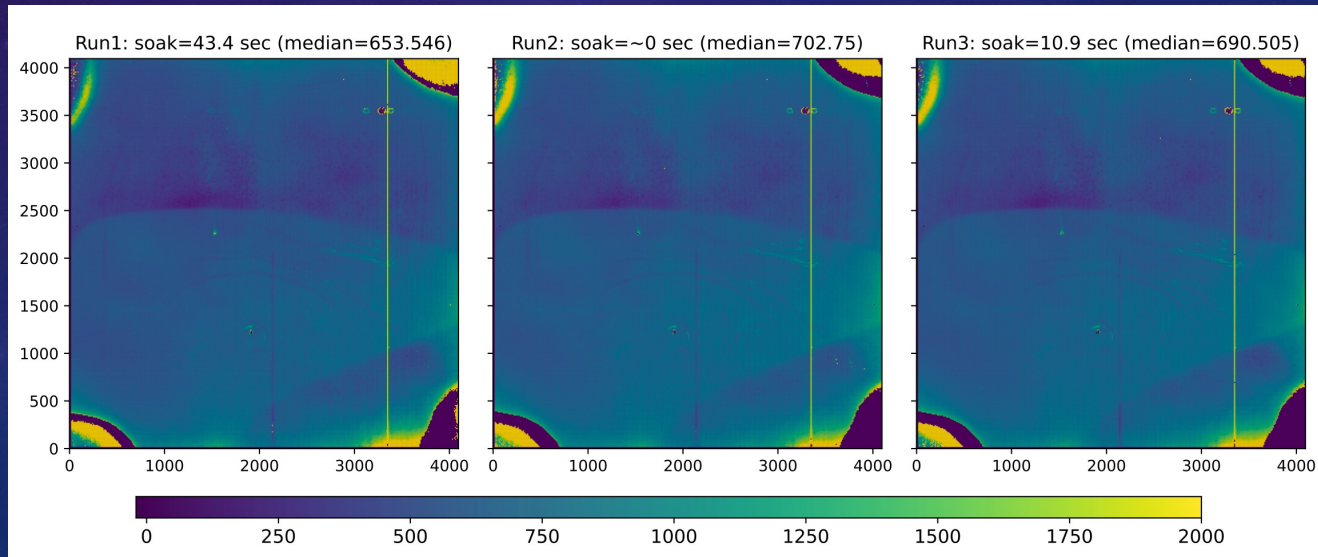 Run1: soak=43.4 sec (median=653.546)
Run2: soak=~0 sec (median=702.75)
Run3: soak=10.9 sec (median=690.505)
4000
3500
3000
2500
2000
1500
1000
500
0
0 1000 2000 3000 4000
0 1000 2000 3000 4000
0 1000 2000 3000 4000
0 250 500 750 1000 1250 1500 1750 2000